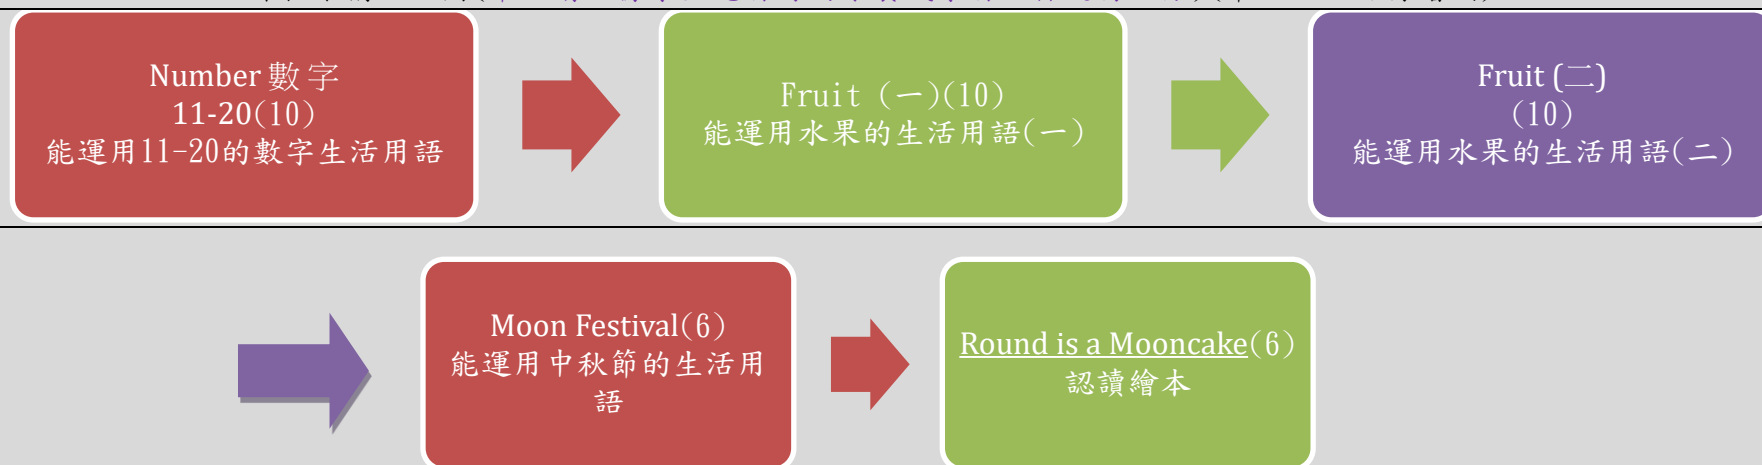 Number 數字
11-20(10)
能運用11-20的數字生活用語
Fruit (一)(10)
能運用水果的生活用語(一)
Fruit (二)
(10)
能運用水果的生活用語(二)
Moon Festival(6)
能運用中秋節的生活用
語
Round is a Mooncake(6)
認讀繪本